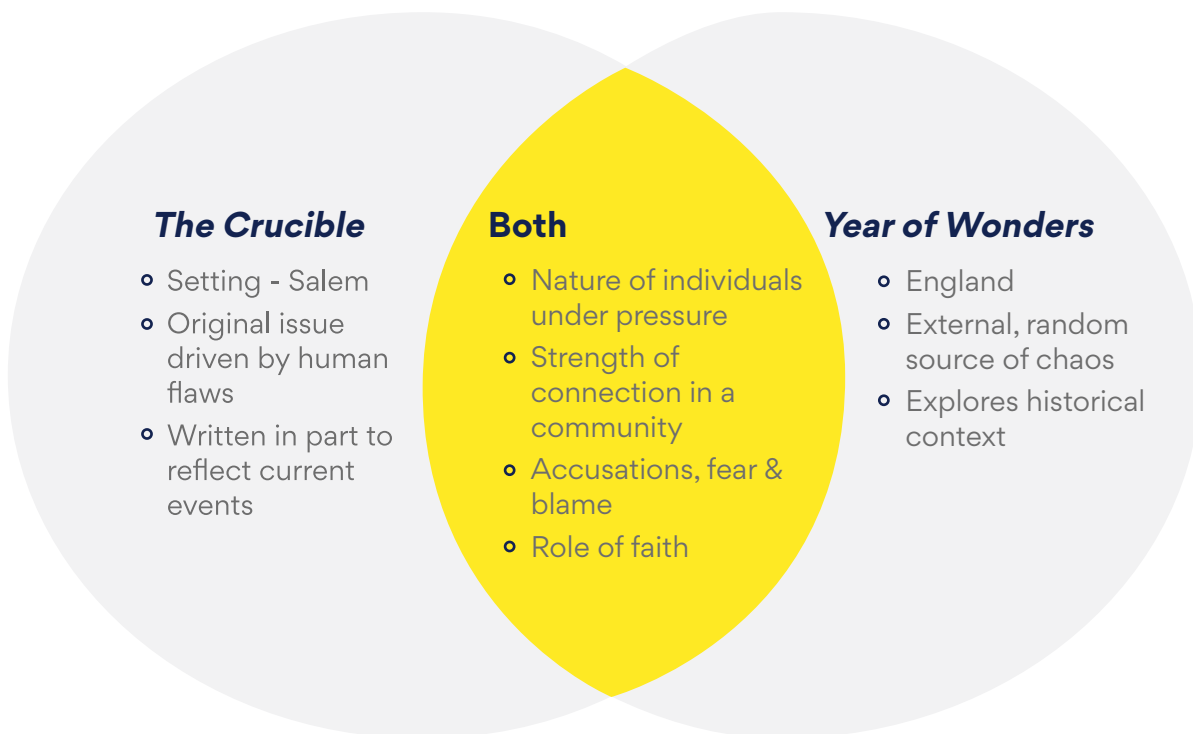 The Crucible
Setting - Salem
Original issue
driven by human
flaws
Written in part to
reflect current
events
Both
Nature of individuals
under pressure
Strength of
connection in a
community
Accusations, fear &
blame
Role of faith
Year of Wonders
England
External, random
source of chaos
Explores historical
context